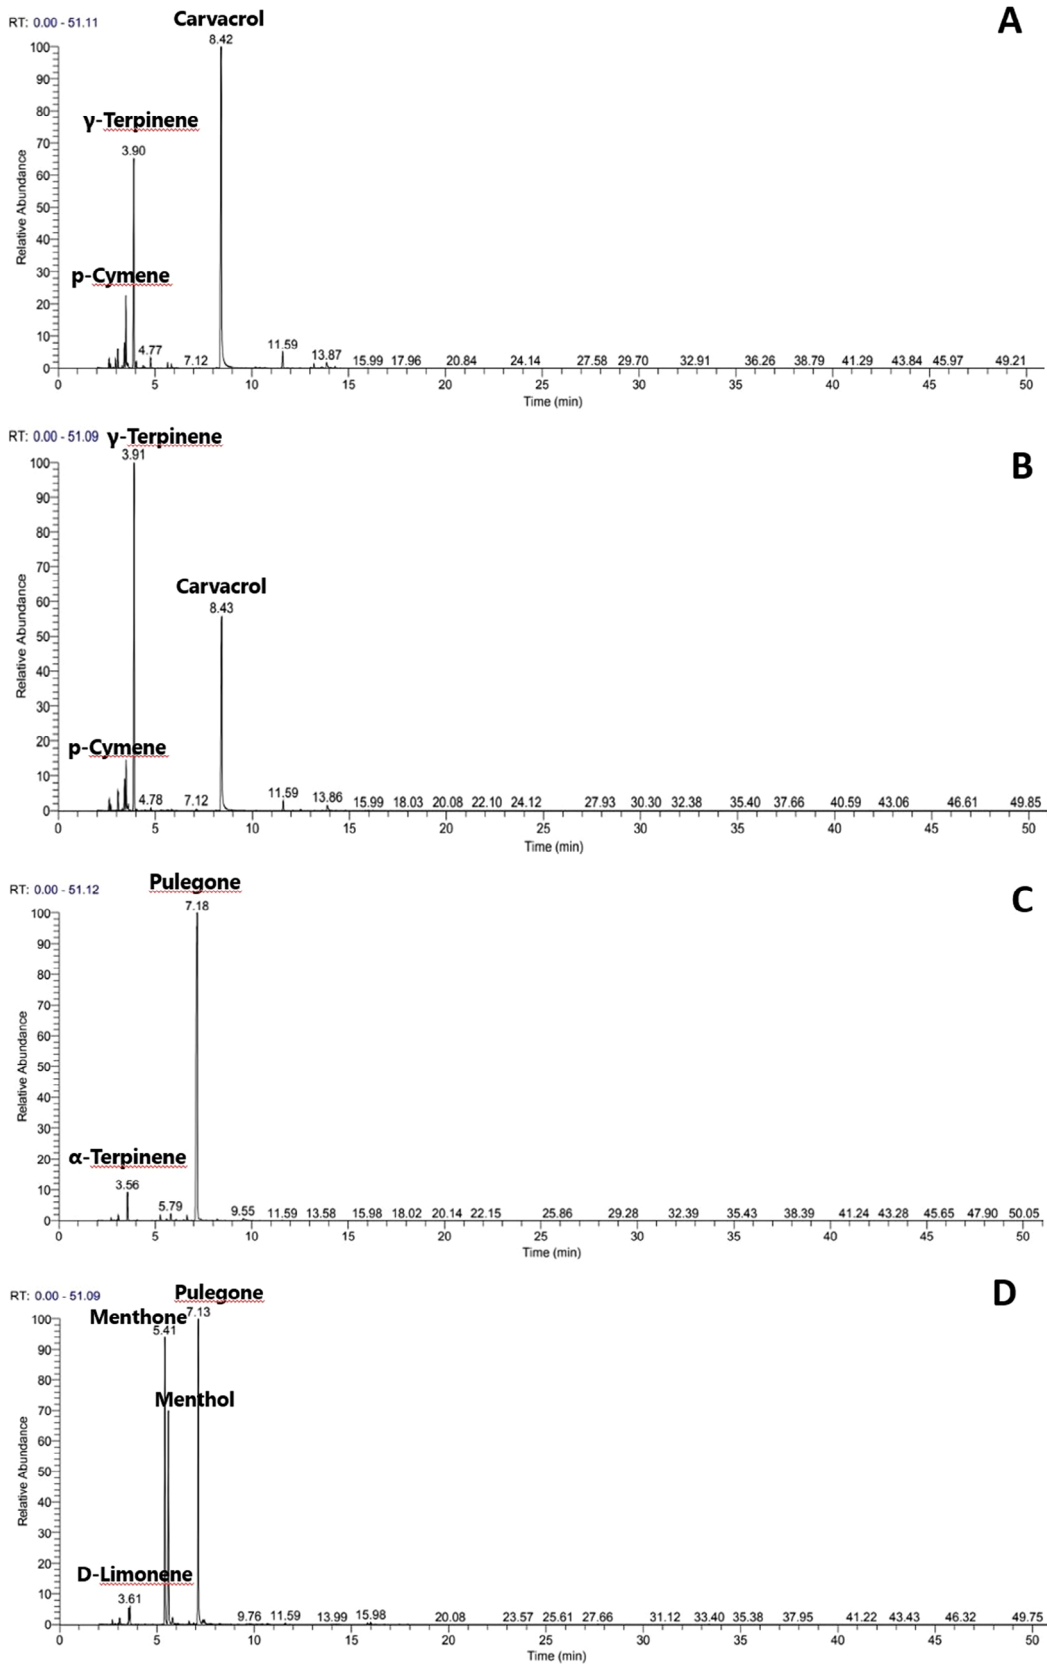 RT: 0.00 - 51.11
Carvacrol
A
8.42
γ-Terpinene
3.90
p-Cymene
100
90
80
70
60
50
40
30
20
10
0
Relative Abundance
4.77 7.12 11.59 13.87 15.99 17.96 20.84 24.14 27.58 29.70 32.91 36.26 38.79 41.29 43.84 45.97 49.21
0 5 10 15 20 25 30 35 40 45 50
Time (min)
RT: 0.00 - 51.09
γ-Terpinene
B
3.91
Carvacrol
8.43
p-Cymene
100
90
80
70
60
50
40
30
20
10
0
Relative Abundance
4.78 7.12 11.59 13.86 15.99 18.03 20.08 22.10 24.12 27.93 30.30 32.38 35.40 37.66 40.59 43.06 46.61 49.85
0 5 10 15 20 25 30 35 40 45 50
Time (min)
RT: 0.00 - 51.12
Pulegone
C
7.18
α-Terpinene
3.56
100
90
80
70
60
50
40
30
20
10
0
Relative Abundance
5.79 9.55 11.59 13.58 15.98 18.02 20.14 22.15 25.86 29.28 32.39 35.43 38.39 41.24 43.28 45.65 47.90 50.05
0 5 10 15 20 25 30 35 40 45 50
Time (min)
RT: 0.00 - 51.09
Pulegone
D
7.13
Menthone
5.41
Menthol
D-Limonene
3.61
100
90
80
70
60
50
40
30
20
10
0
Relative Abundance
9.76 11.59 13.99 15.98 20.08 23.57 25.61 27.66 31.12 33.40 35.38 37.95 41.22 43.43 46.32 49.75
0 5 10 15 20 25 30 35 40 45 50
Time (min)